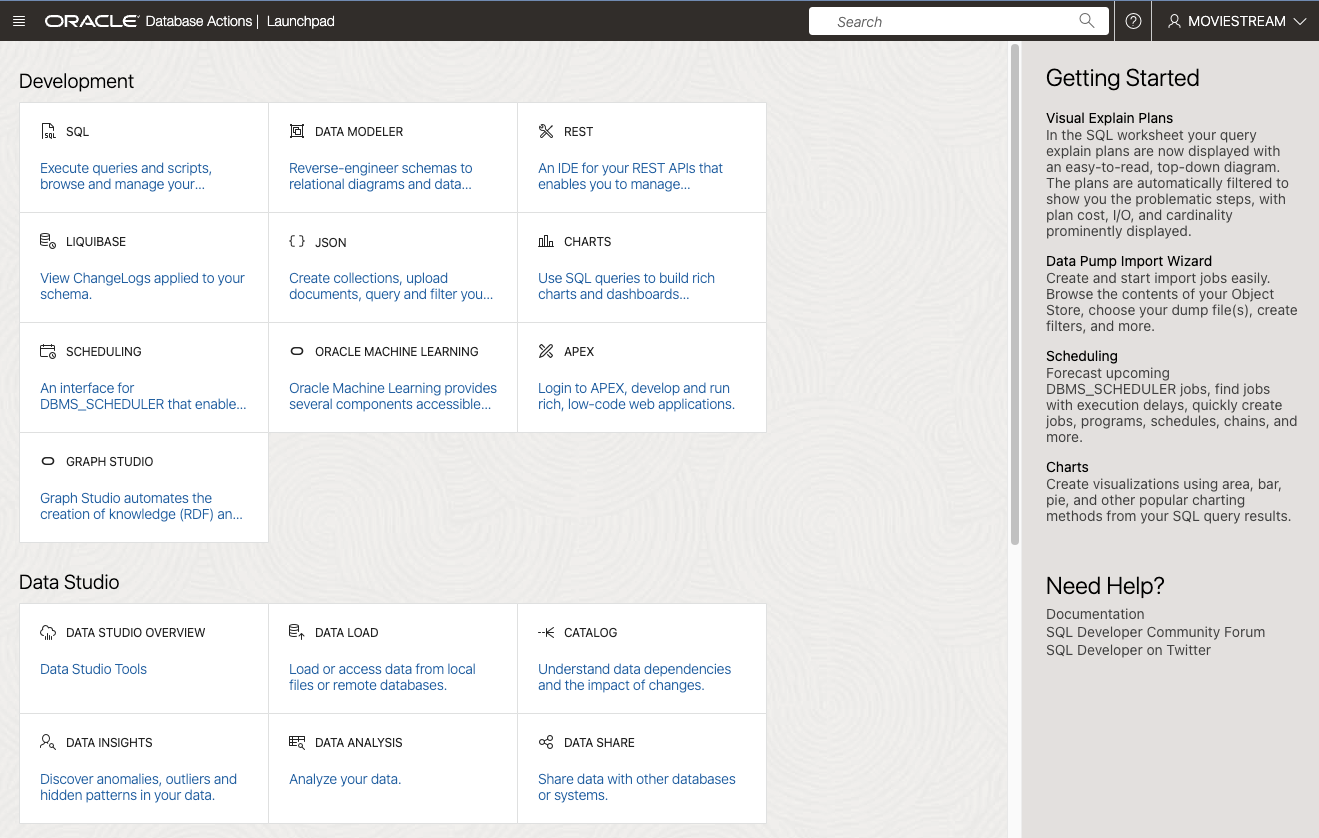 ORACLE Database Actions | Launchpad
Search
MOVIESTREAM
Development
SQL
Execute queries and scripts,
browse and manage your...
DATA MODELER
Reverse-engineer schemas to
relational diagrams and data...
REST
An IDE for your REST APIs that
enables you to manage...
LIQUIBASE
View ChangeLogs applied to your
schema.
JSON
Create collections, upload
documents, query and filter you...
CHARTS
Use SQL queries to build rich
charts and dashboards...
SCHEDULING
An interface for
DBMS_SCHEDULER that enable...
ORACLE MACHINE LEARNING
Oracle Machine Learning provides
several components accessible...
APEX
Login to APEX, develop and run
rich, low-code web applications.
GRAPH STUDIO
Graph Studio automates the
creation of knowledge (RDF) an...
Data Studio
DATA STUDIO OVERVIEW
Data Studio Tools
DATA LOAD
Load or access data from local
files or remote databases.
CATALOG
Understand data dependencies
and the impact of changes.
DATA INSIGHTS
Discover anomalies, outliers and
hidden patterns in your data.
DATA ANALYSIS
Analyze your data.
DATA SHARE
Share data with other databases
or systems.
Getting Started
Visual Explain Plans
In the SQL worksheet your query
explain plans are now displayed with
an easy-to-read, top-down diagram.
The plans are automatically filtered to
show you the problematic steps, with
plan cost, I/O, and cardinality
prominently displayed.
Data Pump Import Wizard
Create and start import jobs easily.
Browse the contents of your Object
Store, choose your dump file(s), create
filters, and more.
Scheduling
Forecast upcoming
DBMS_SCHEDULER jobs, find jobs
with execution delays, quickly create
jobs, programs, schedules, chains, and
more.
Charts
Create visualizations using area, bar,
pie, and other popular charting
methods from your SQL query results.
Need Help?
Documentation
SQL Developer Community Forum
SQL Developer on Twitter